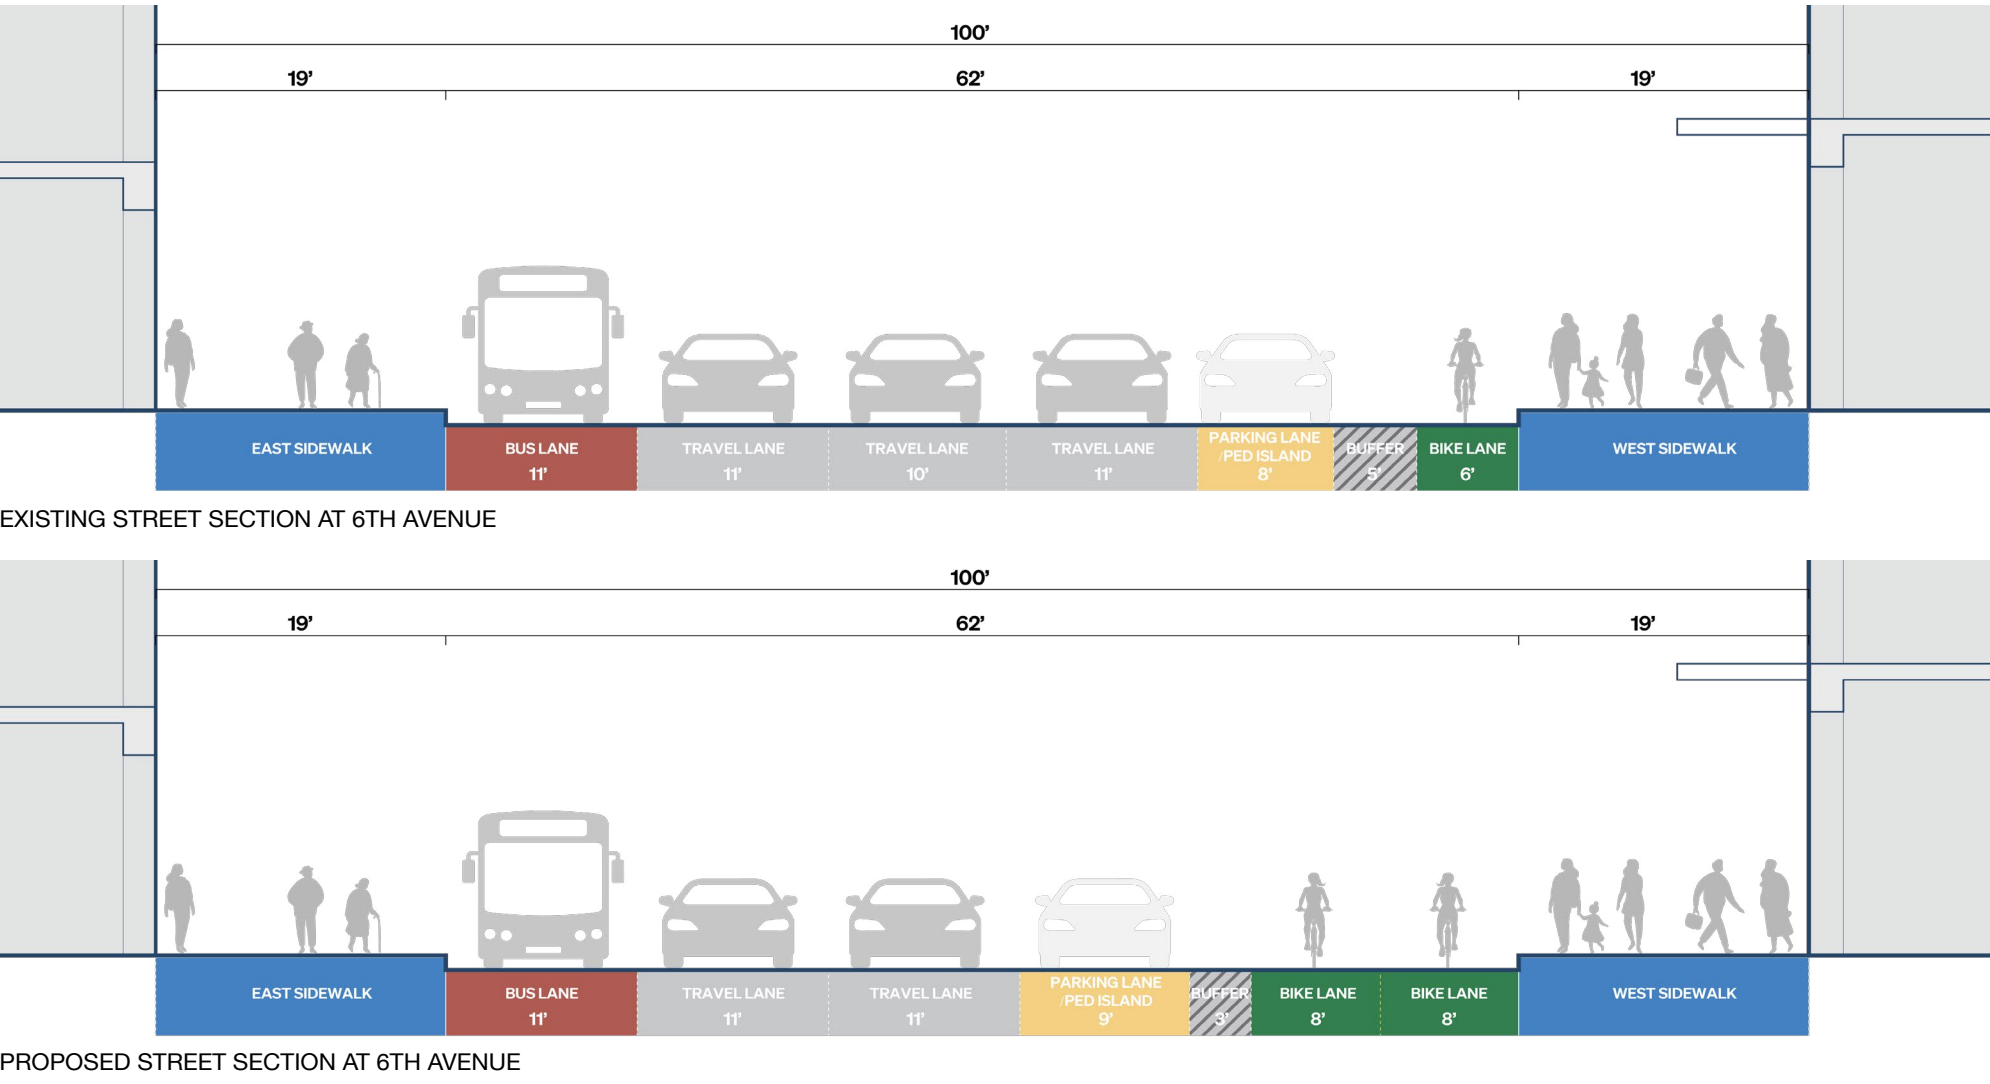 100’
19’
62’
19’
EAST SIDEWALK
BUS LANE
11’
TRAVEL LANE
11’
TRAVEL LANE
10’
TRAVEL LANE
11’
PARKING LANE
/PED ISLAND
8’
BUFFER
5’
BIKE LANE
6’
WEST SIDEWALK
EXISTING STREET SECTION AT 6TH AVENUE
100’
19’
62’
19’
EAST SIDEWALK
BUS LANE
11’
TRAVEL LANE
11’
TRAVEL LANE
11’
PARKING LANE
/PED ISLAND
9’
BUFFER
3’
BIKE LANE
8’
BIKE LANE
8’
WEST SIDEWALK
PROPOSED STREET SECTION AT 6TH AVENUE